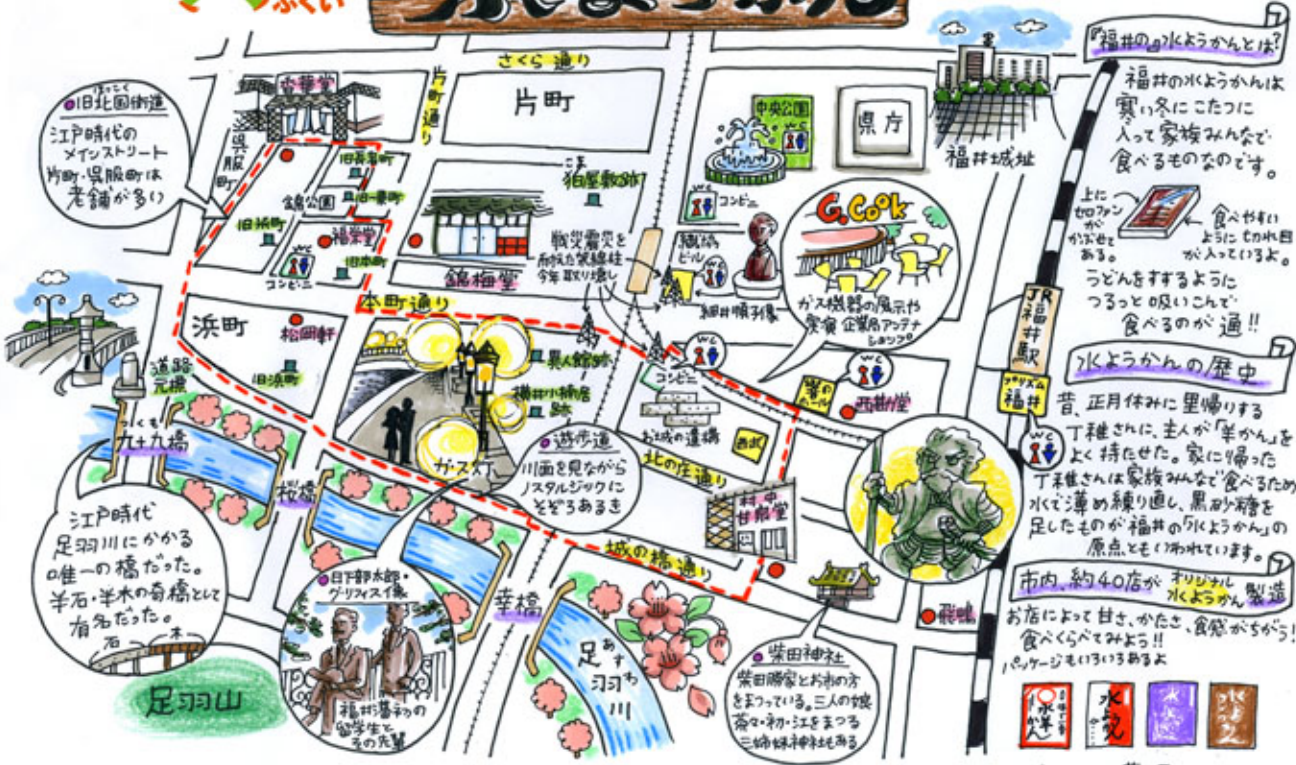 ふくい
さくら通り
片町通り
片町
呉服町
旧北国街道
江戸時代の
メインストリート
片町・呉服町は
老舗が多い
錦公園
旧長者町
旧一乗町
旧浜町
福栄堂
旧本町
WC
コンビニ
錦梅堂
狛屋敷跡
こま
中央公園
県庁
福井城址
WC
コンビニ
繊協
ビル
WC
戦災震災を
今年取り壊し
G.Cook
ガス機器の展示や
実演 企業局アンテナ
ショップ
本町通り
浜町
松岡軒
旧浜町
道路
元標
異人館跡
横井小楠居
跡
WC
コンビニ
WC
西勘堂
お城の遺構
西武
北の庄通り
ガス灯
遊歩道
川面を見ながら
ノスタルジックに
そぞろあるき
つくも
九十九橋
桜橋
江戸時代
足羽川にかかる
唯一の橋だった。
半石・半木の奇橋として
有名だった。
石
木
足羽山
日下部太郎・
グリフィス像
福井藩初の
留学生と
その先輩
幸橋
あすわ
足羽川
城の橋通り
村中
甘泉堂
柴田神社
柴田勝家とお市の方
をまつっている。三人の娘
茶々・初・江をまつる
三姉妹神社もある
JR
福井駅
プリズム
福井
WC
『福井の』水ようかんとは?
福井の水ようかんは
寒い冬にこたつに
入って家族みんなで
食べるものなのです。
上に
セロファン
が
かぶせて
ある。
食べやすい
ように切れ目
が入っているよ。
うどんをすするように
つるっと吸いこんで
食べるのが通!!
水ようかんの歴史
昔、正月休みに里帰りする
丁稚さんに、主人が「羊かん」を
よく持たせた。家に帰った
丁稚さんは家族みんなで食べるため
水で薄め練り直し、黒砂糖を
足したものが福井の「水ようかん」の
原点ともいわれています。
市内、約40店がオリジナル水ようかん製造
お店によって甘さ、かたさ、食感がちがう!
食べくらべてみよう!!
パッケージもいろいろあるよ
水羊かん
水ようかん